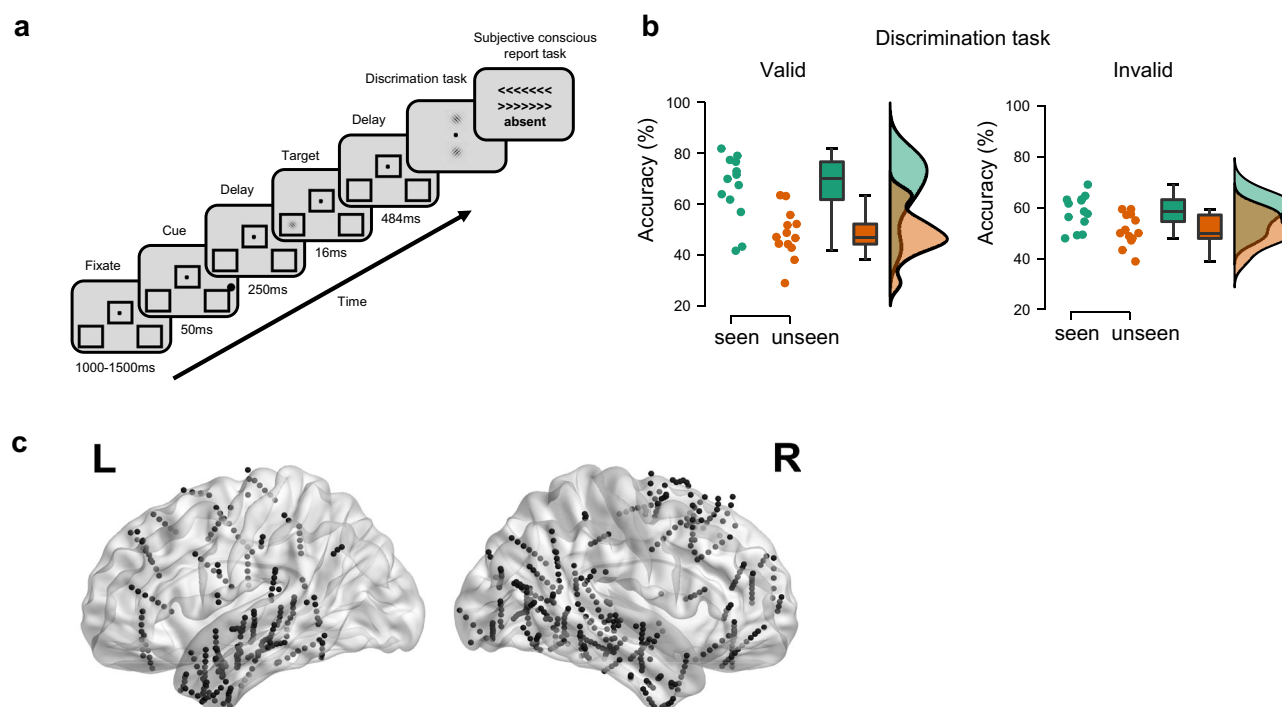 a
Subjective conscious
report task
<<<<<<<
>>>>>>>
absent
Discrimation task
Delay
Target
484ms
Delay
16ms
Cue
250ms
Fixate
50ms
Time
1000-1500ms
b
Discrimination task
Valid
Accuracy (%)
100
80
60
40
20
seen unseen
Invalid
Accuracy (%)
100
80
60
40
20
seen unseen
c
L
R